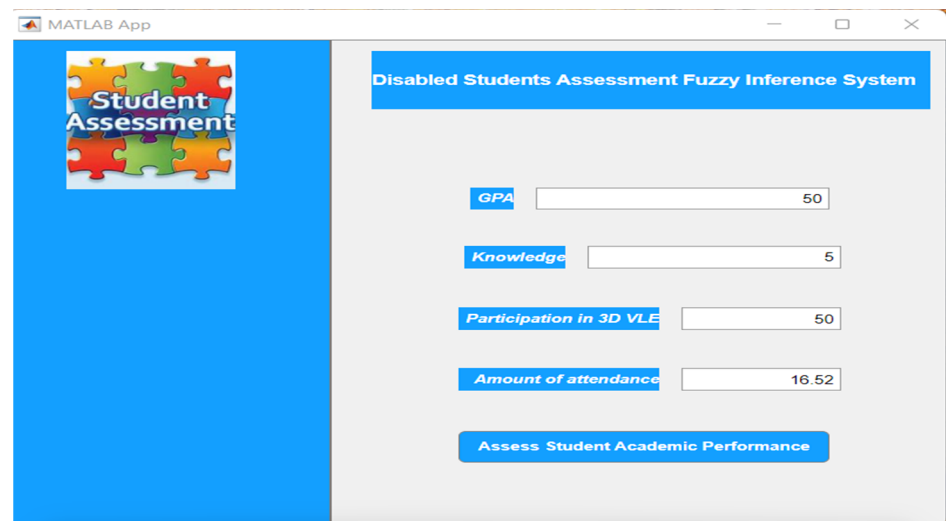 MATLAB App
Student
Assessment
Disabled Students Assessment Fuzzy Inference System
GPA 50
Knowledge 5
Participation in 3D VLE 50
Amount of attendance 16.52
Assess Student Academic Performance